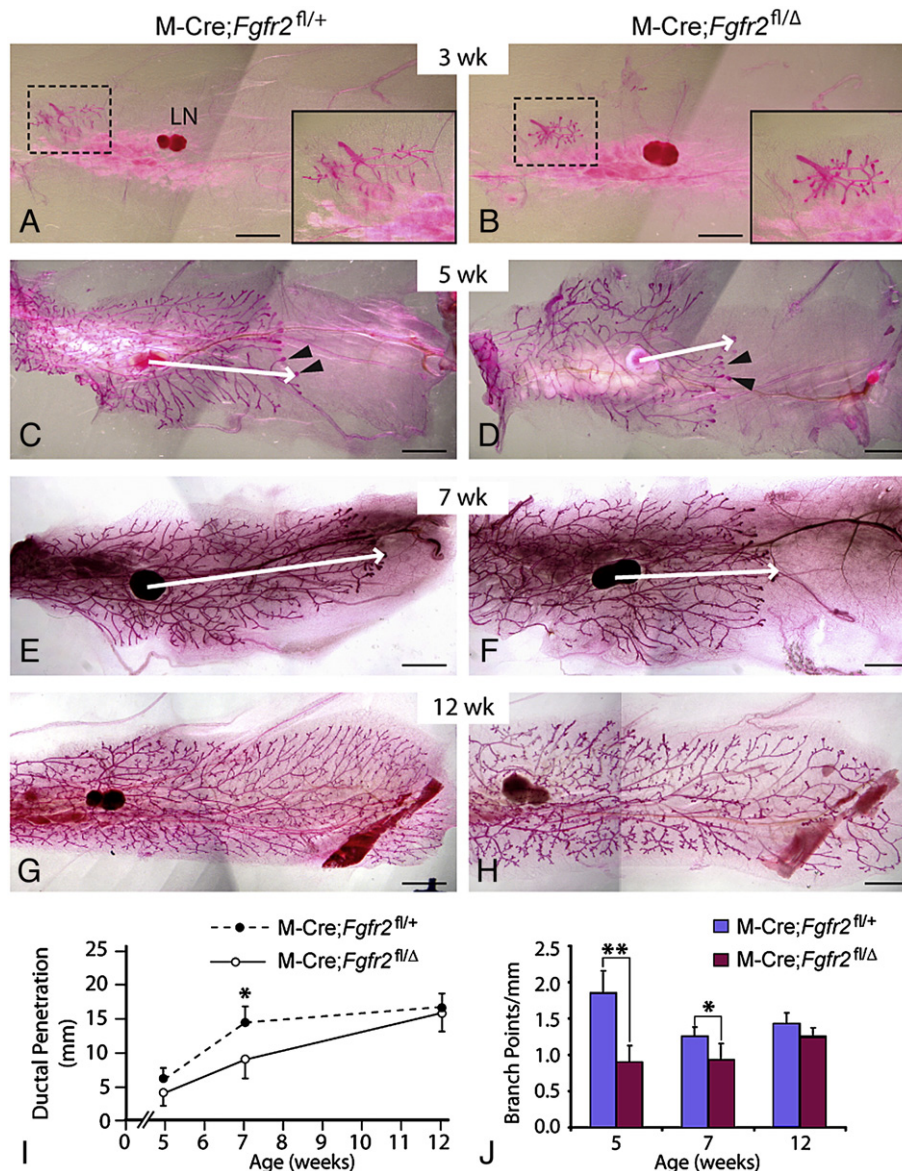 M-Cre;Fgfr2fl/+ M-Cre;Fgfr2fl/Δ
3 wk
LN
A B
5 wk
C D
7 wk
E F
12 wk
G H
M-Cre;Fgfr2fl/+
M-Cre;Fgfr2fl/Δ
Ductal Penetration
(mm)
25
20
15
10
5
0
*
0 5 6 7 8 9 10 11 12
Age (weeks)
I
M-Cre;Fgfr2fl/+
M-Cre;Fgfr2fl/Δ
Branch Points/mm
2.5
2.0
1.5
1.0
0.5
0.0
**
*
5 7 12
Age (weeks)
J